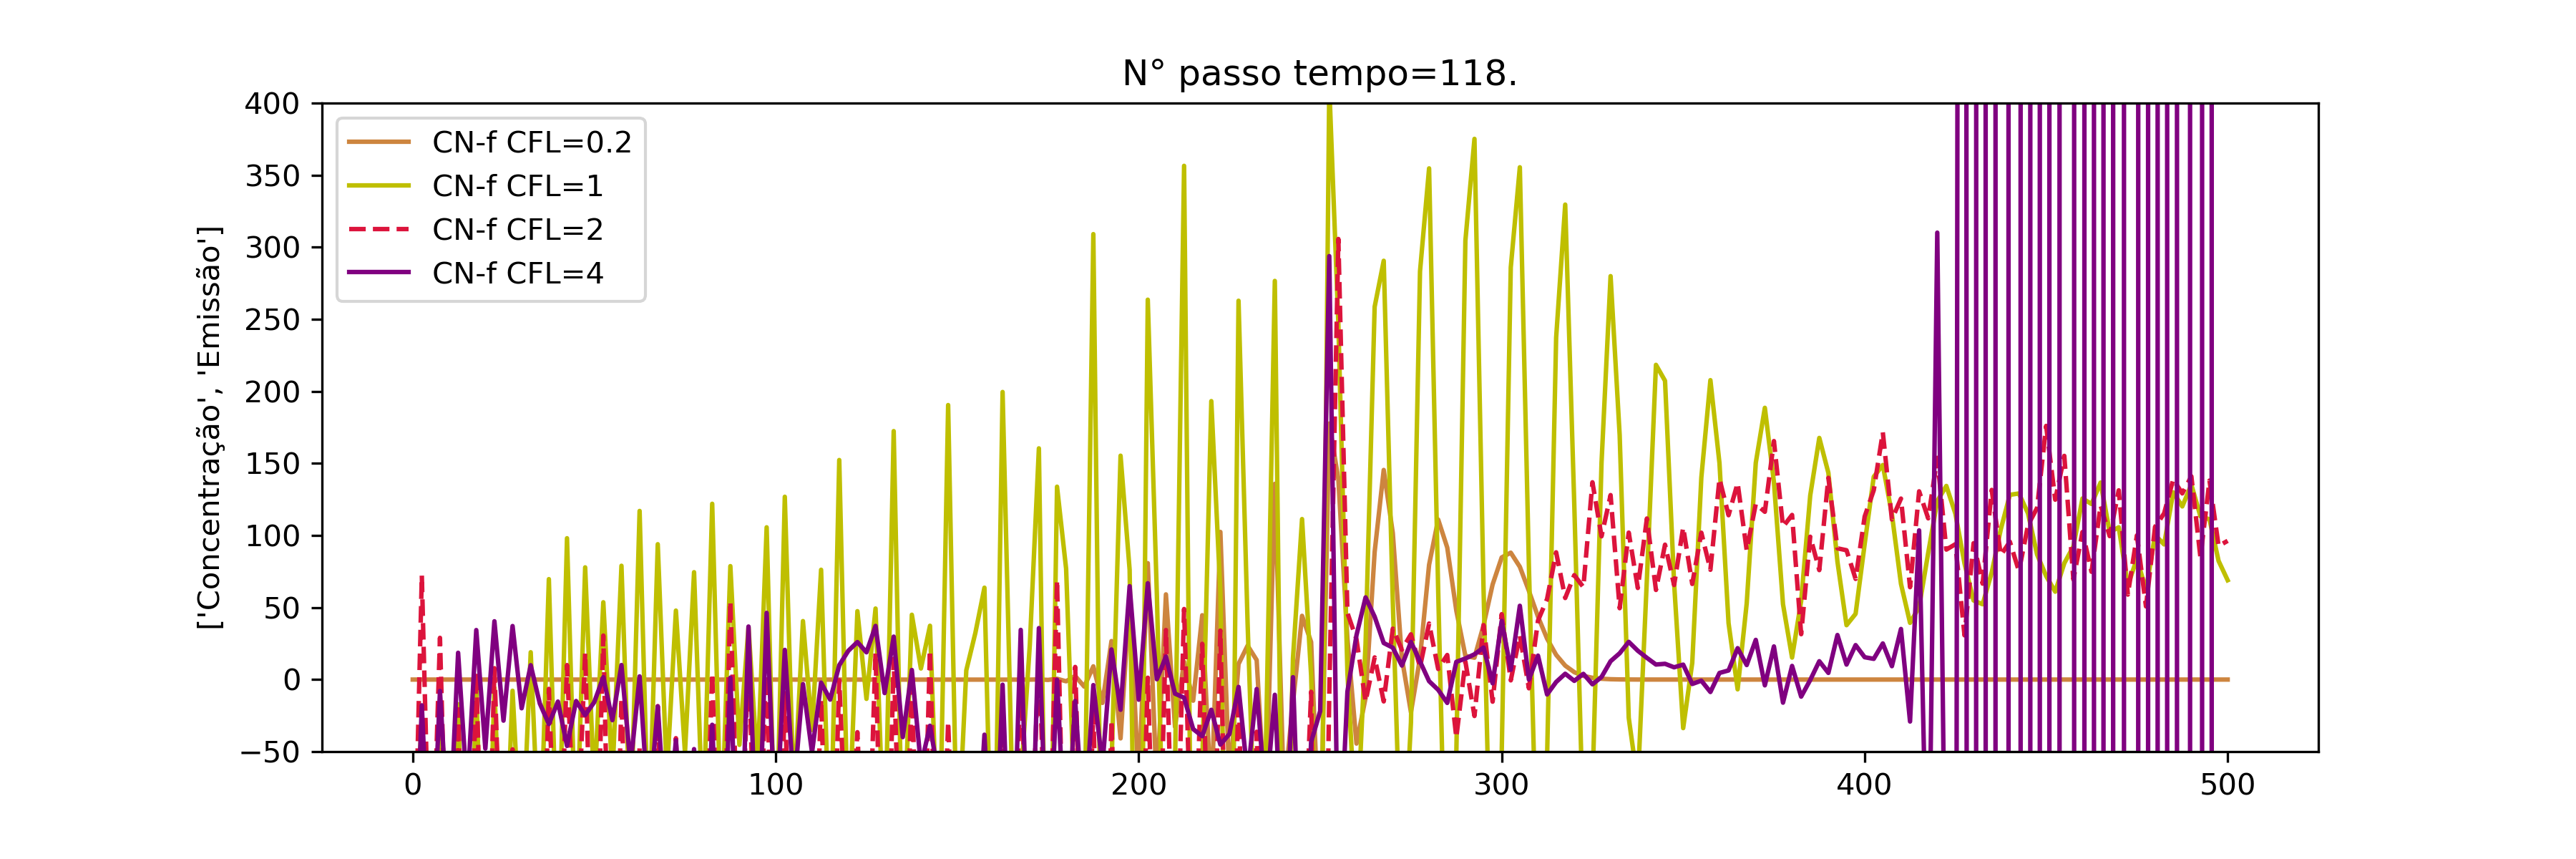 N° passo tempo=118.
['Concentração', 'Emissão']
400
350
300
250
200
150
100
50
0
−50
CN-f CFL=0.2
CN-f CFL=1
CN-f CFL=2
CN-f CFL=4
0 100 200 300 400 500